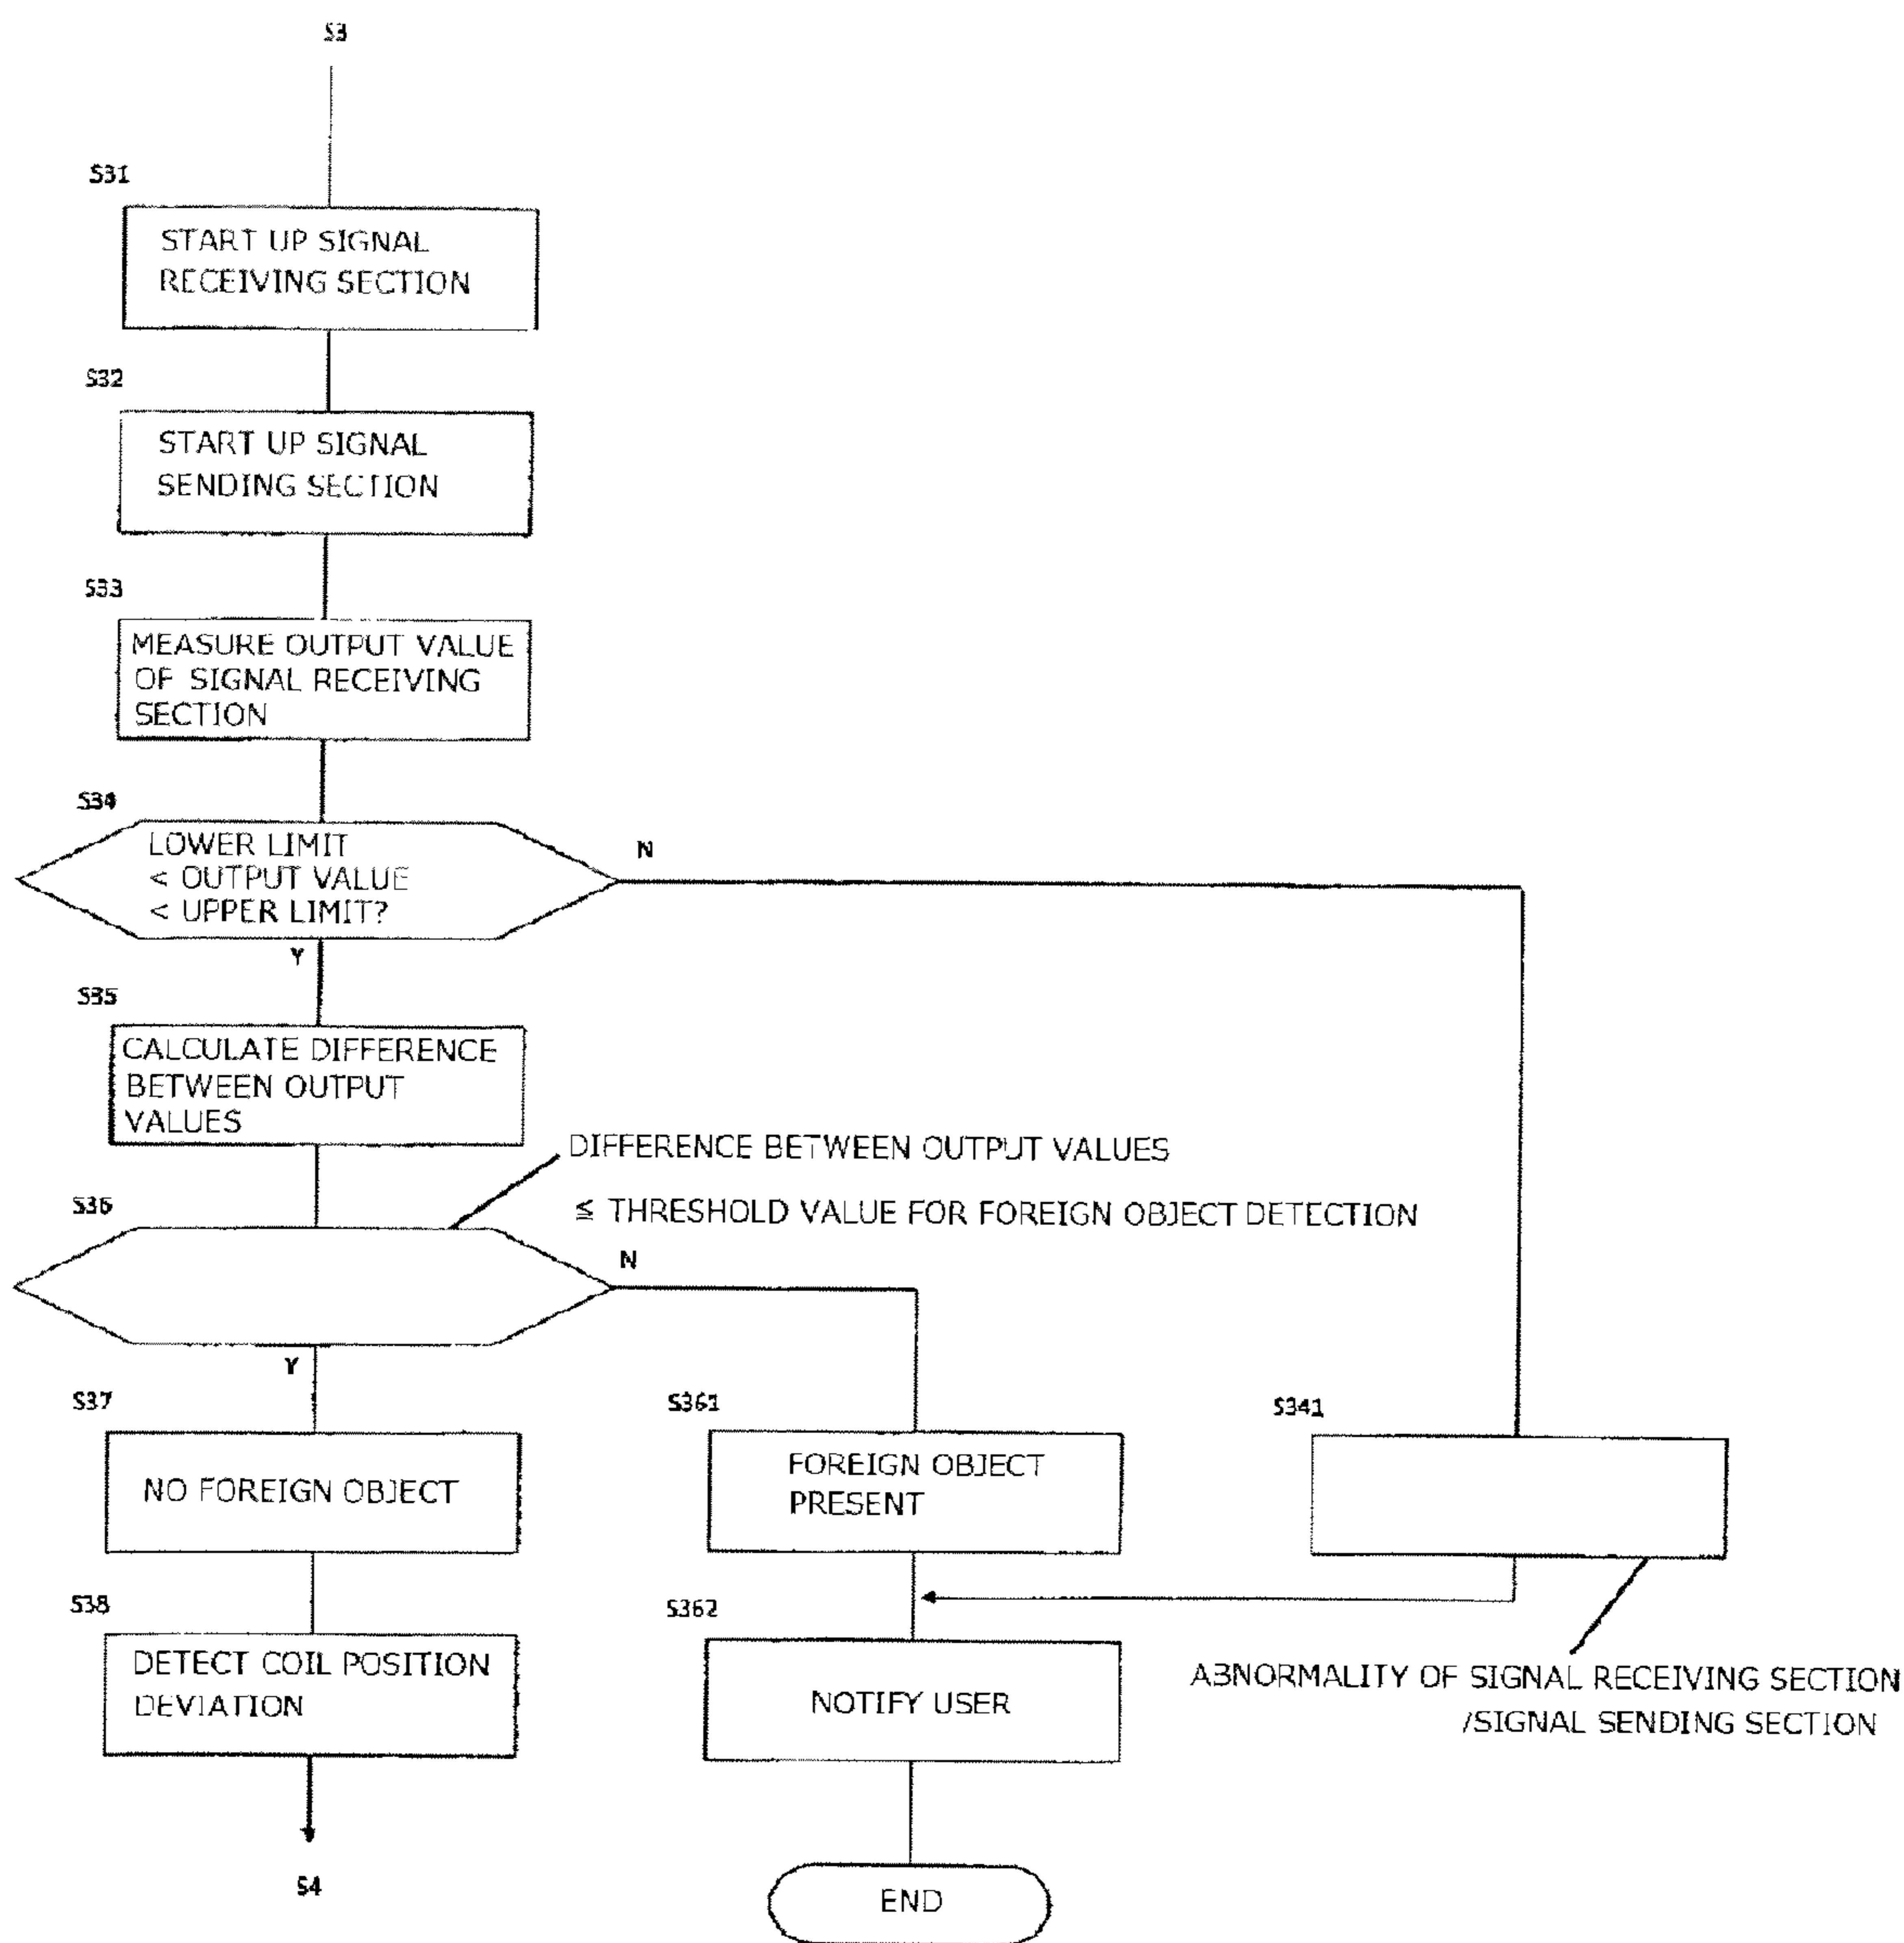 S3
S31
START UP SIGNAL
RECEIVING SECTION
S32
START UP SIGNAL
SENDING SECTION
S33
MEASURE OUTPUT VALUE
OF SIGNAL RECEIVING
SECTION
S34
LOWER LIMIT
< OUTPUT VALUE
< UPPER LIMIT?
N
Y
S35
CALCULATE DIFFERENCE
BETWEEN OUTPUT
VALUES
DIFFERENCE BETWEEN OUTPUT VALUES
≦ THRESHOLD VALUE FOR FOREIGN OBJECT DETECTION
S36
N
Y
S37
NO FOREIGN OBJECT
S361
FOREIGN OBJECT
PRESENT
S341
S38
DETECT COIL POSITION
DEVIATION
S362
NOTIFY USER
ABNORMALITY OF SIGNAL RECEIVING SECTION
/SIGNAL SENDING SECTION
S4
END